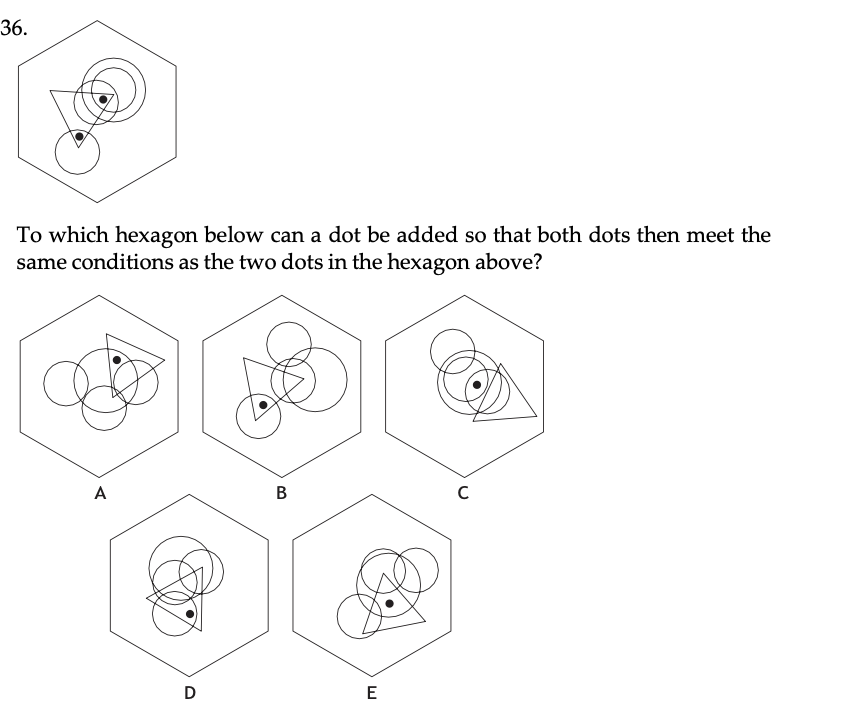 36.
To which hexagon below can a dot be added so that both dots then meet the
same conditions as the two dots in the hexagon above?
A
B
C
D
E